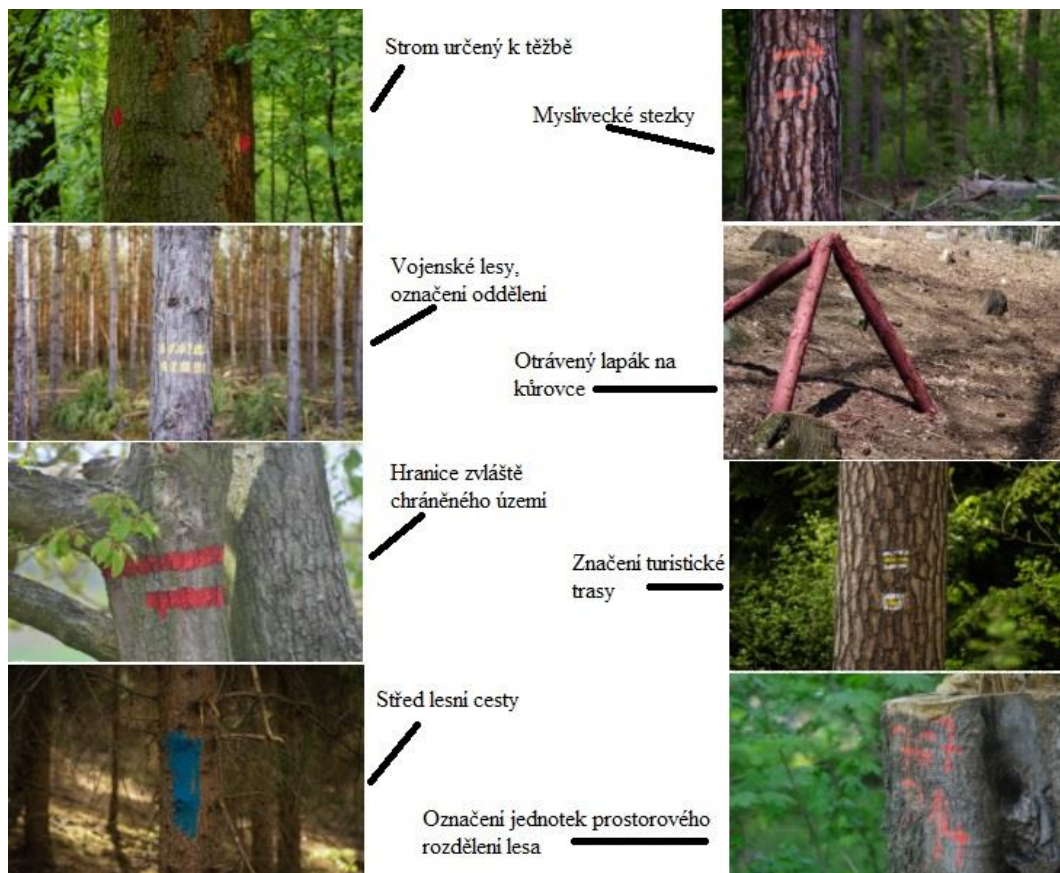 Strom určený k těžbě
Myslivecké stezky
Vojenské lesy,
označení oddělení
Otrávený lapák na
kůrovce
Hranice zvláště
chráněného území
Značení turistické
trasy
Střed lesní cesty
Označení jednotek prostorového
rozdělení lesa